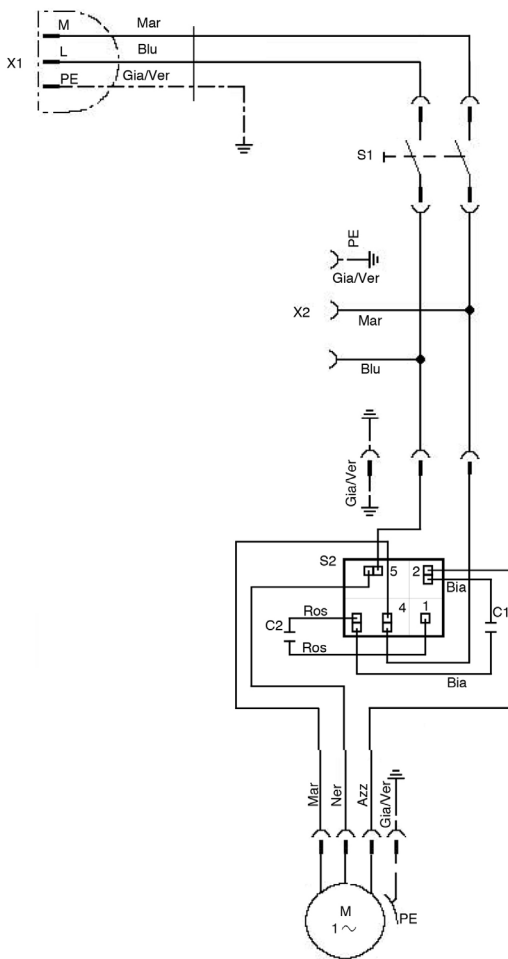 M
Mar
L
Blu
X1
PE
Gia/Ver
S1
PE
Gia/Ver
X2
Mar
Blu
Gia/Ver
S2
5
2
Bia
Ros
4
1
C2
C1
Ros
Bia
Mar
Ner
Azz
Gia/Ver
M
1 ~
PE